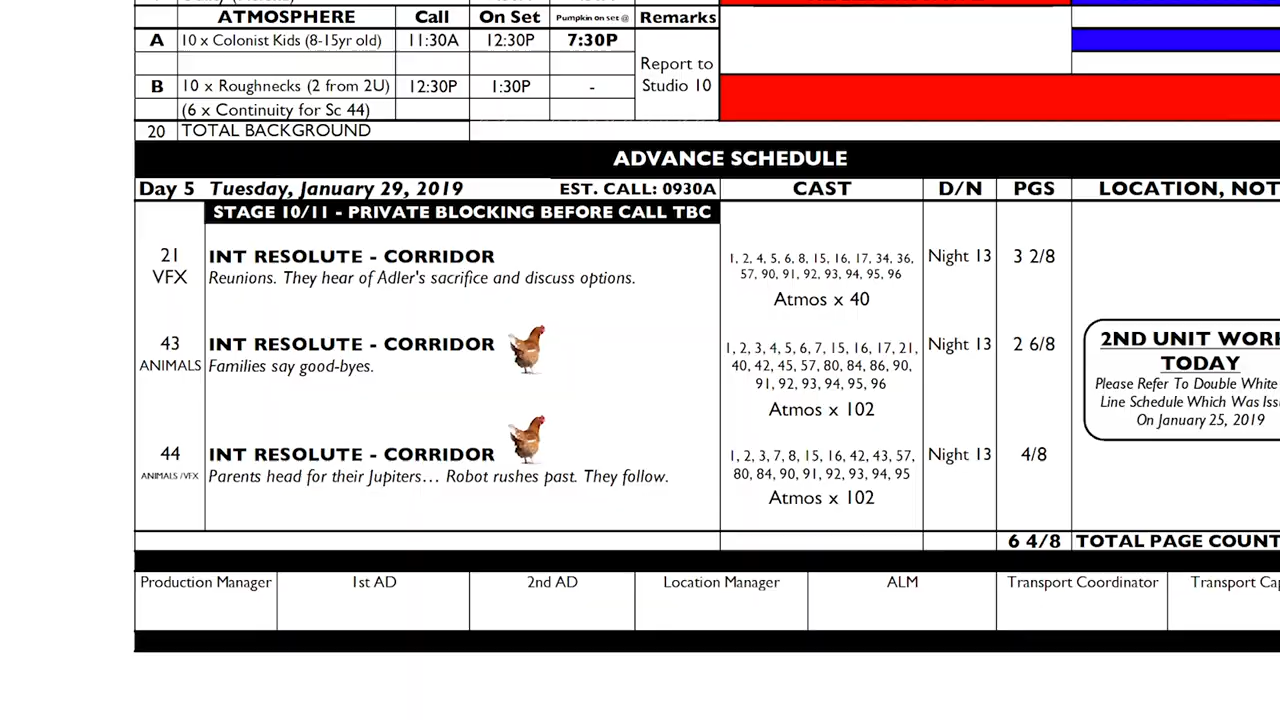 ATMOSPHERE Call On Set Pumpkin on set @ Remarks
A 10 x Colonist Kids (8-15yr old) 11:30A 12:30P 7:30P
Report to
B 10 x Roughnecks (2 from 2U) 12:30P 1:30P - Studio 10
(6 x Continuity for Sc 44)
20 TOTAL BACKGROUND
ADVANCE SCHEDULE
Day 5 Tuesday, January 29, 2019 EST. CALL: 0930A CAST D/N PGS LOCATION, NOT
STAGE 10/11 - PRIVATE BLOCKING BEFORE CALL TBC
21 INT RESOLUTE - CORRIDOR 1, 2, 4, 5, 6, 8, 15, 16, 17, 34, 36, Night 13 3 2/8
VFX Reunions. They hear of Adler's sacrifice and discuss options. 57, 90, 91, 92, 93, 94, 95, 96
Atmos x 40
43 INT RESOLUTE - CORRIDOR 1, 2, 3, 4, 5, 6, 7, 15, 16, 17, 21, Night 13 2 6/8
ANIMALS Families say good-byes. 40, 42, 45, 57, 80, 84, 86, 90,
91, 92, 93, 94, 95, 96
Atmos x 102
2ND UNIT WORK
TODAY
Please Refer To Double White
Line Schedule Which Was Iss
On January 25, 2019
44 INT RESOLUTE - CORRIDOR 1, 2, 3, 7, 8, 15, 16, 42, 43, 57, Night 13 4/8
ANIMALS /VFX Parents head for their Jupiters… Robot rushes past. They follow. 80, 84, 90, 91, 92, 93, 94, 95
Atmos x 102
6 4/8 TOTAL PAGE COUNT
Production Manager 1st AD 2nd AD Location Manager ALM Transport Coordinator Transport Cap